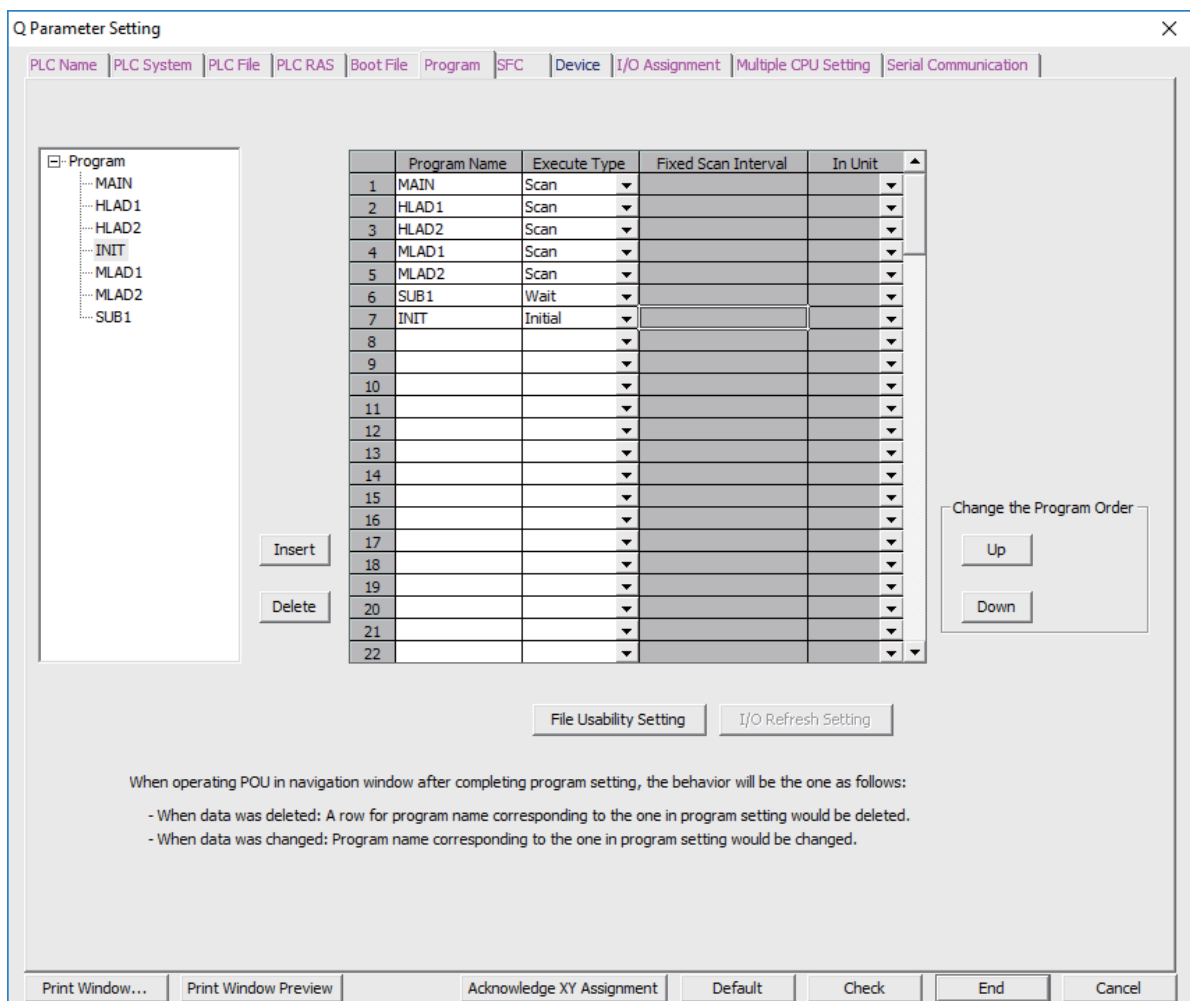 Q Parameter Setting
PLC Name PLC System PLC File PLC RAS Boot File Program SFC Device I/O Assignment Multiple CPU Setting Serial Communication
Program
MAIN
HLAD1
HLAD2
INIT
MLAD1
MLAD2
SUB1
Program Name Execute Type Fixed Scan Interval In Unit
1 MAIN Scan
2 HLAD1 Scan
3 HLAD2 Scan
4 MLAD1 Scan
5 MLAD2 Scan
6 SUB1 Wait
7 INIT Initial
8
9
10
11
12
13
14
15
16
17
18
19
20
21
22
Insert
Delete
Change the Program Order
Up
Down
File Usability Setting I/O Refresh Setting
When operating POU in navigation window after completing program setting, the behavior will be the one as follows:
- When data was deleted: A row for program name corresponding to the one in program setting would be deleted.
- When data was changed: Program name corresponding to the one in program setting would be changed.
Print Window... Print Window Preview Acknowledge XY Assignment Default Check End Cancel